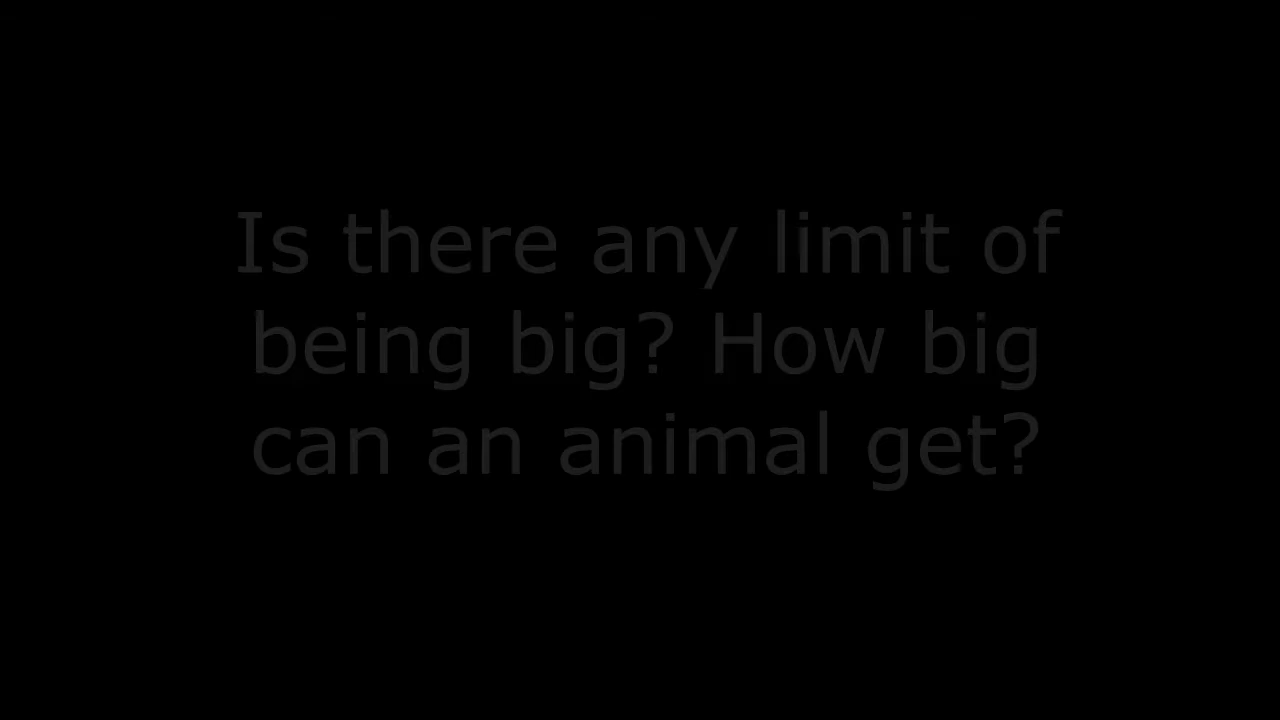 Is there any limit of
being big? How big
can an animal get?